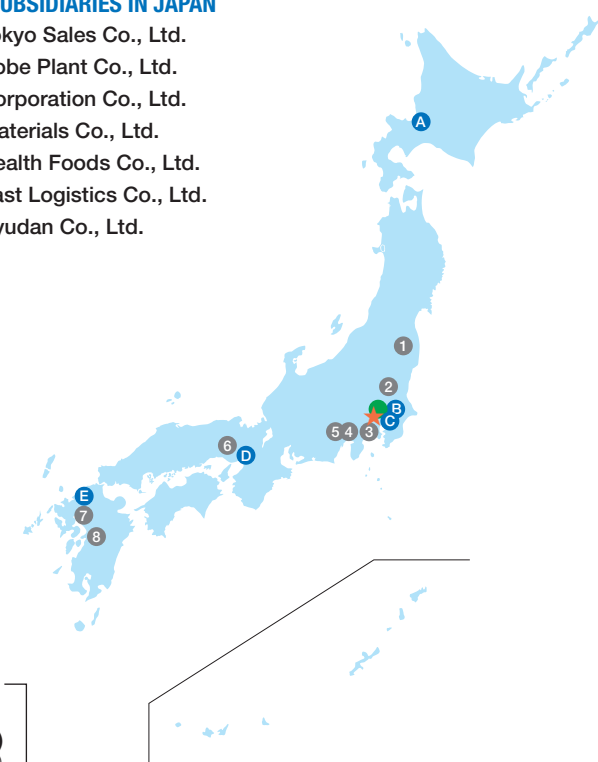 UBSIDIARIES IN JAPAN
okyo Sales Co., Ltd.
obe Plant Co., Ltd.
orporation Co., Ltd.
aterials Co., Ltd.
ealth Foods Co., Ltd.
ast Logistics Co., Ltd.
yudan Co., Ltd.
A
1
2
B
C
5 4 3
6
D
E
7
8